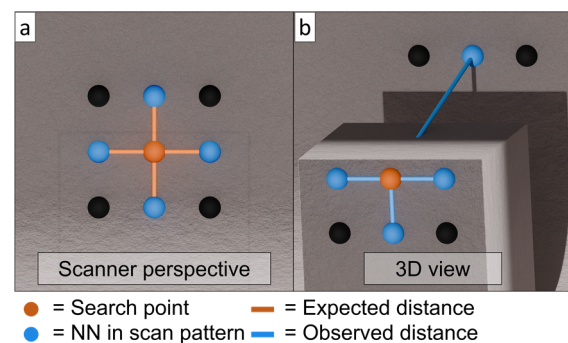 a
b
Scanner perspective
3D view
= Search point
= Expected distance
= NN in scan pattern
= Observed distance